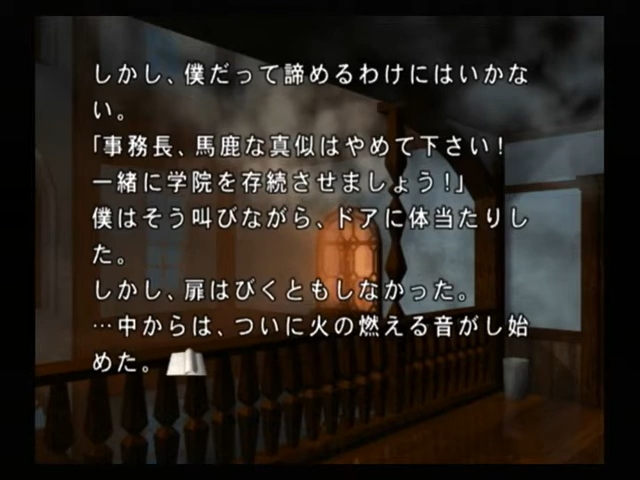 しかし、僕だって諦めるわけにはいかな
い。
「事務長、馬鹿な真似はやめて下さい！
一緒に学院を存続させましょう！」
僕はそう叫びながら、ドアに体当たりし
た。
しかし、扉はびくともしなかった。
…中からは、ついに火の燃える音がし始
めた。